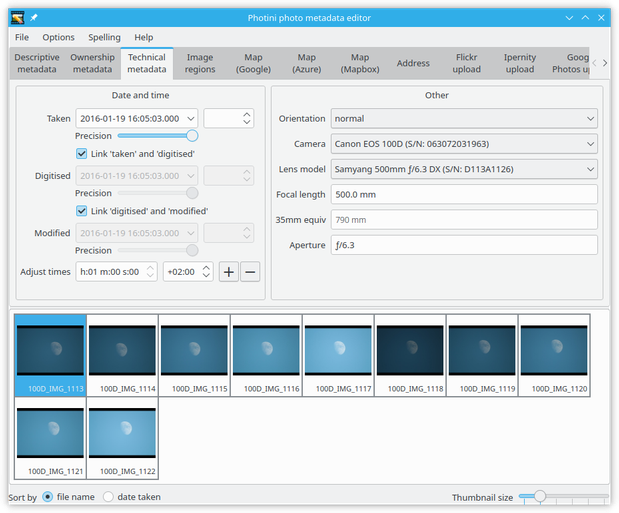 Photini photo metadata editor
File Options Spelling Help
Descriptive metadata
Ownership metadata
Technical metadata
Image regions
Map (Google)
Map (Azure)
Map (Mapbox)
Address
Flickr upload
Ipernity upload
Goog
Photos up
Date and time
Taken 2016-01-19 16:05:03.000
Precision
Link 'taken' and 'digitised'
Digitised 2016-01-19 16:05:03.000
Precision
Link 'digitised' and 'modified'
Modified 2016-01-19 16:05:03.000
Precision
Adjust times h:01 m:00 s:00 +02:00 + −
Other
Orientation normal
Camera Canon EOS 100D (S/N: 063072031963)
Lens model Samyang 500mm ƒ/6.3 DX (S/N: D113A1126)
Focal length 500.0 mm
35mm equiv 790 mm
Aperture ƒ/6.3
100D_IMG_1113 100D_IMG_1114 100D_IMG_1115 100D_IMG_1116 100D_IMG_1117 100D_IMG_1118 100D_IMG_1119 100D_IMG_1120
100D_IMG_1121 100D_IMG_1122
Sort by file name date taken Thumbnail size